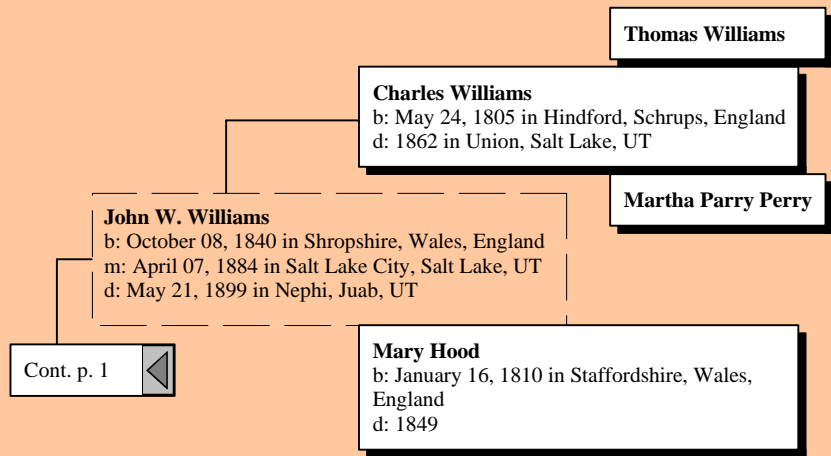 Thomas Williams
Charles Williams
b: May 24, 1805 in Hindford, Schrups, England
d: 1862 in Union, Salt Lake, UT
Martha Parry Perry
John W. Williams
b: October 08, 1840 in Shropshire, Wales, England
m: April 07, 1884 in Salt Lake City, Salt Lake, UT
d: May 21, 1899 in Nephi, Juab, UT
Cont. p. 1
Mary Hood
b: January 16, 1810 in Staffordshire, Wales,
England
d: 1849